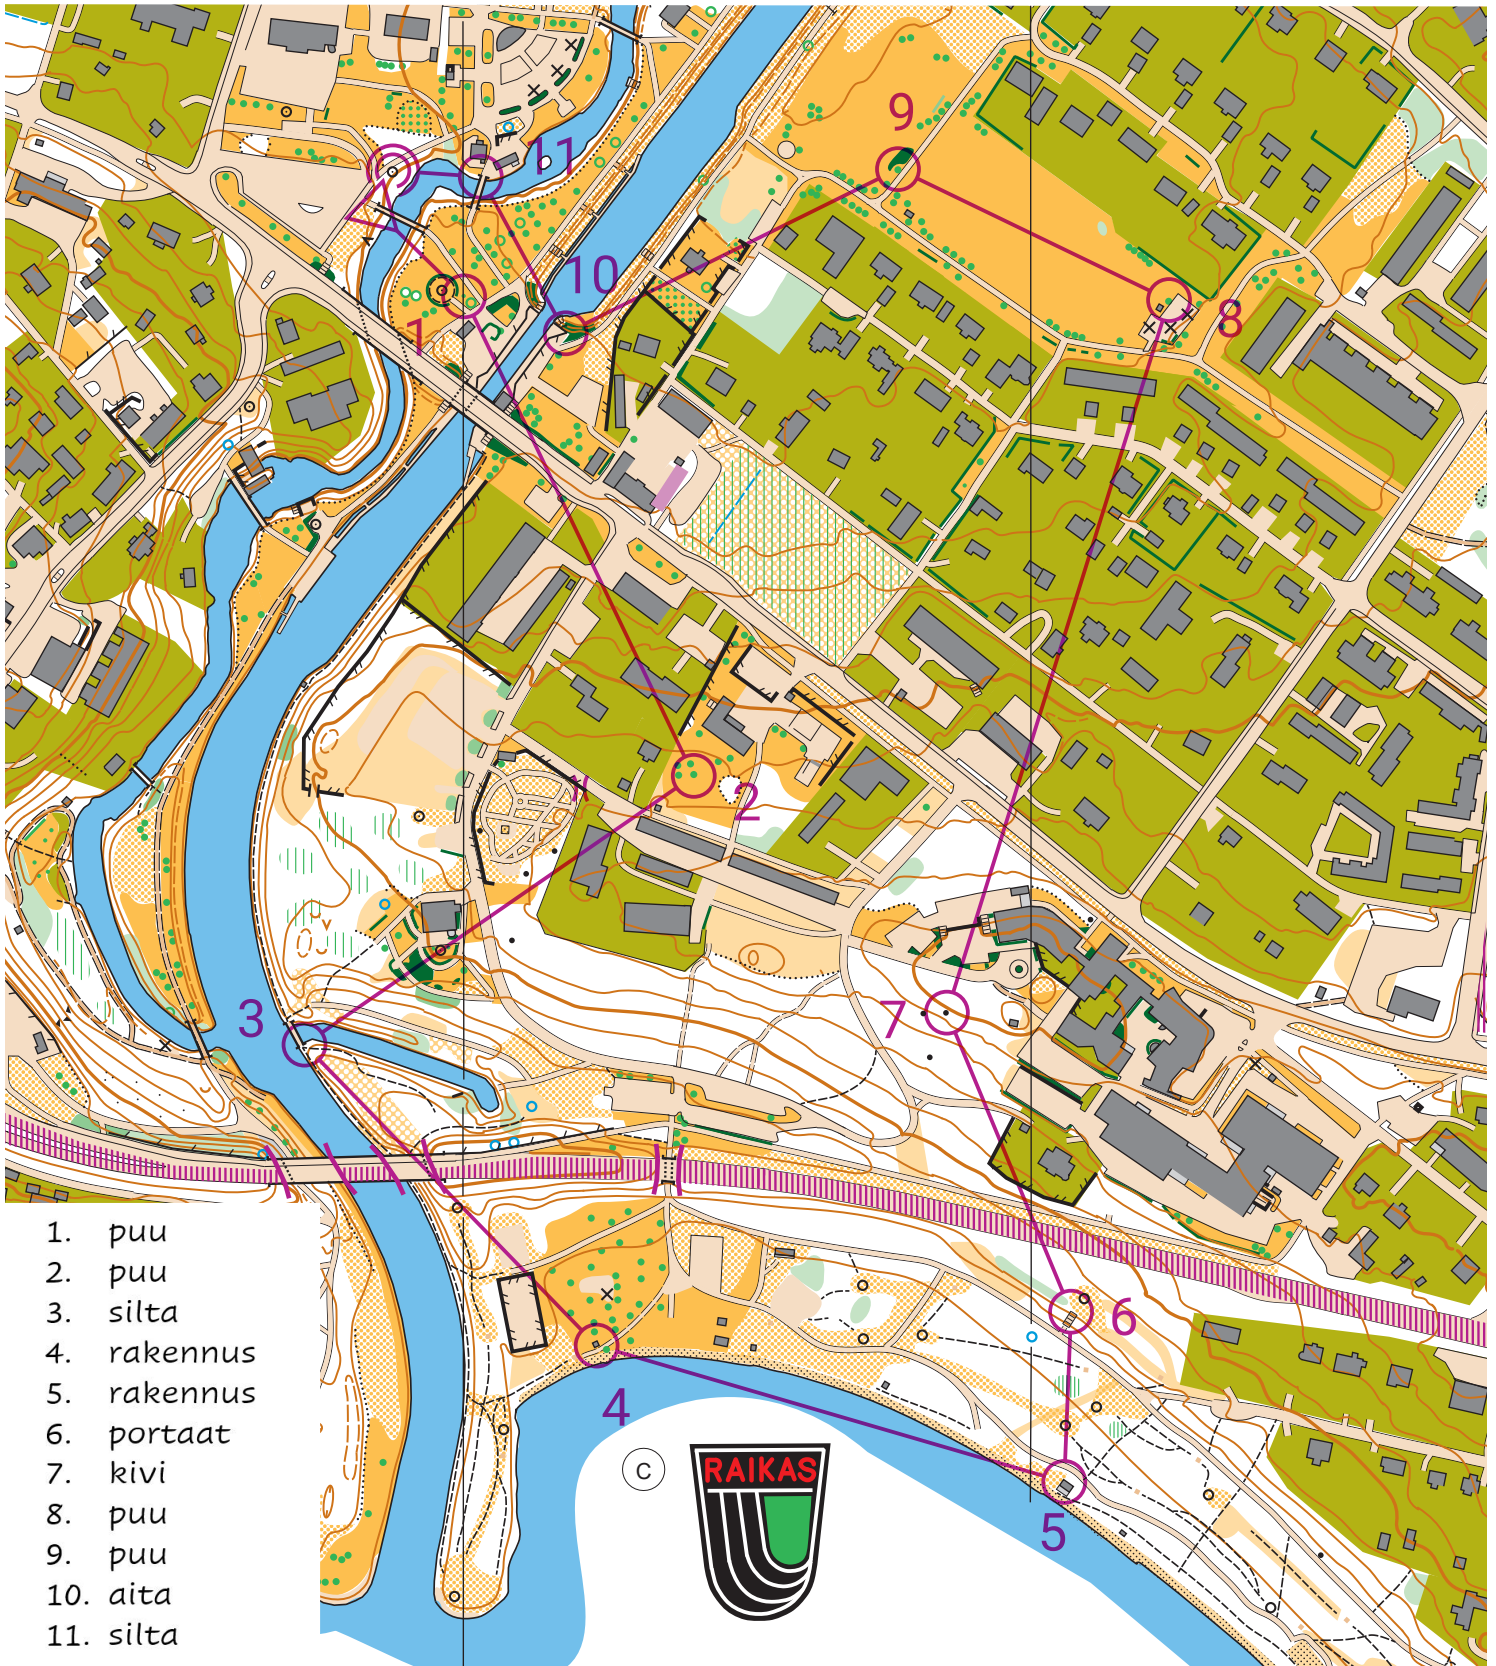 9
11
10
1
8
2
3
7
6
4
5
1. puu
2. puu
3. silta
4. rakennus
5. rakennus
6. portaat
7. kivi
8. puu
9. puu
10. aita
11. silta
C
RAIKAS